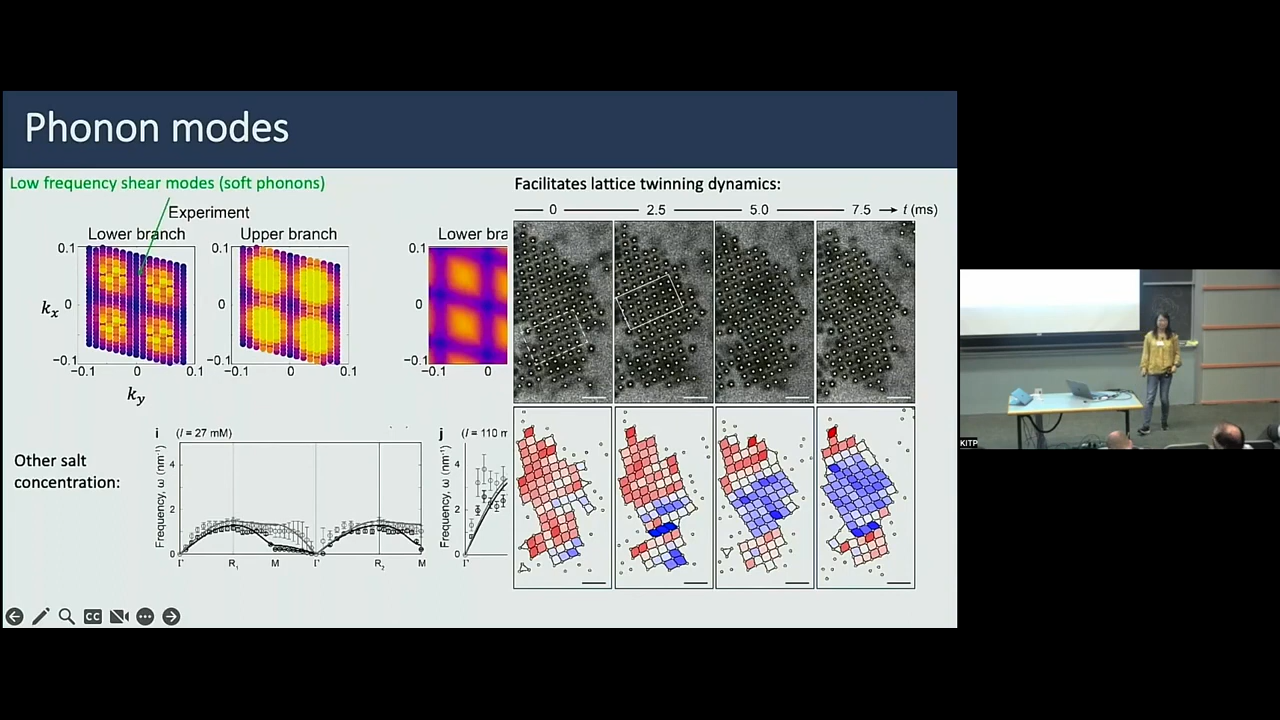 Phonon modes
Low frequency shear modes (soft phonons)
Experiment
Lower branch
Upper branch
Lower bra
0.1
0
−0.1
−0.1
0
0.1
kx
ky
0.1
0
−0.1
−0.1
0
0.1
0.1
0
−0.1
−0.1
0
Other salt
concentration:
i
(I = 27 mM)
Frequency, ω (nm⁻¹)
4
2
0
Γ
R₁
M
Γ
R₂
M
j
(I = 110 m
Frequency, ω (nm⁻¹)
4
2
0
Γ
Facilitates lattice twinning dynamics:
0
2.5
5.0
7.5
t (ms)
CC
KITP